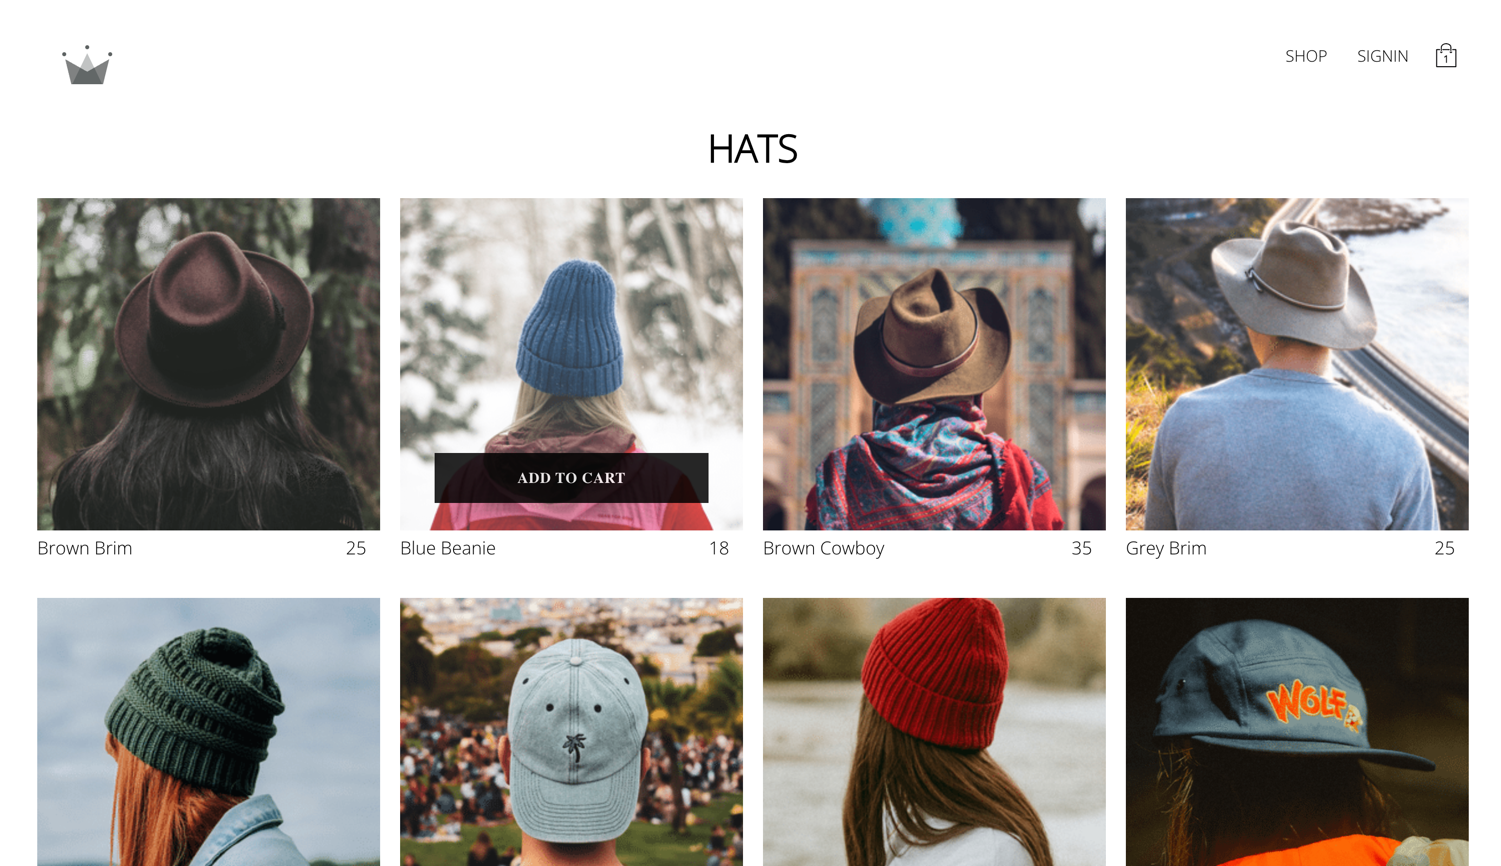 SHOP SIGNIN
1
HATS
ADD TO CART
Brown Brim 25
Blue Beanie 18
Brown Cowboy 35
Grey Brim 25
WOLF